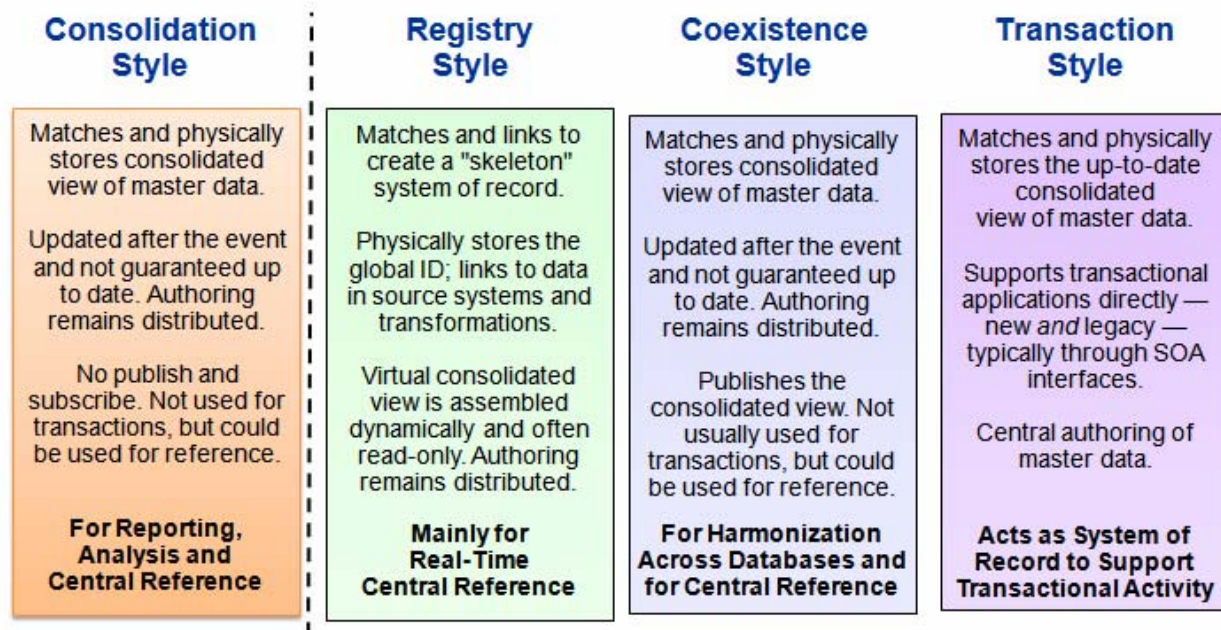 Consolidation
Style
Matches and physically
stores consolidated
view of master data.
Updated after the event
and not guaranteed up
to date. Authoring
remains distributed.
No publish and
subscribe. Not used for
transactions, but could
be used for reference.
For Reporting,
Analysis and
Central Reference
Registry
Style
Matches and links to
create a "skeleton"
system of record.
Physically stores the
global ID; links to data
in source systems and
transformations.
Virtual consolidated
view is assembled
dynamically and often
read-only. Authoring
remains distributed.
Mainly for
Real-Time
Central Reference
Coexistence
Style
Matches and physically
stores consolidated
view of master data.
Updated after the event
and not guaranteed up
to date. Authoring
remains distributed.
Publishes the
consolidated view. Not
usually used for
transactions, but could
be used for reference.
For Harmonization
Across Databases and
for Central Reference
Transaction
Style
Matches and physically
stores the up-to-date
consolidated
view of master data.
Supports transactional
applications directly —
new and legacy —
typically through SOA
interfaces.
Central authoring of
master data.
Acts as System of
Record to Support
Transactional Activity